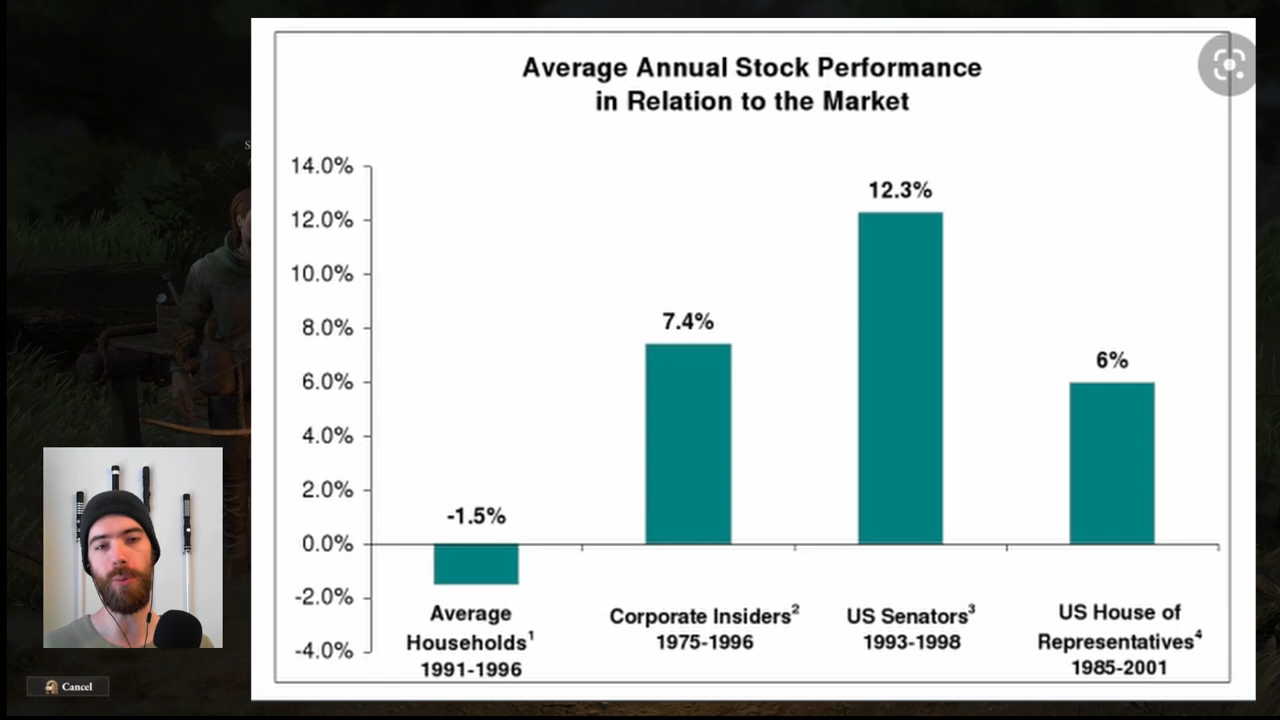 Average Annual Stock Performance
in Relation to the Market
14.0%
12.0%
10.0%
8.0%
6.0%
4.0%
2.0%
0.0%
-2.0%
-4.0%
-1.5%
7.4%
12.3%
6%
Average
Households¹
1991-1996
Corporate Insiders²
1975-1996
US Senators³
1993-1998
US House of
Representatives⁴
1985-2001
Cancel